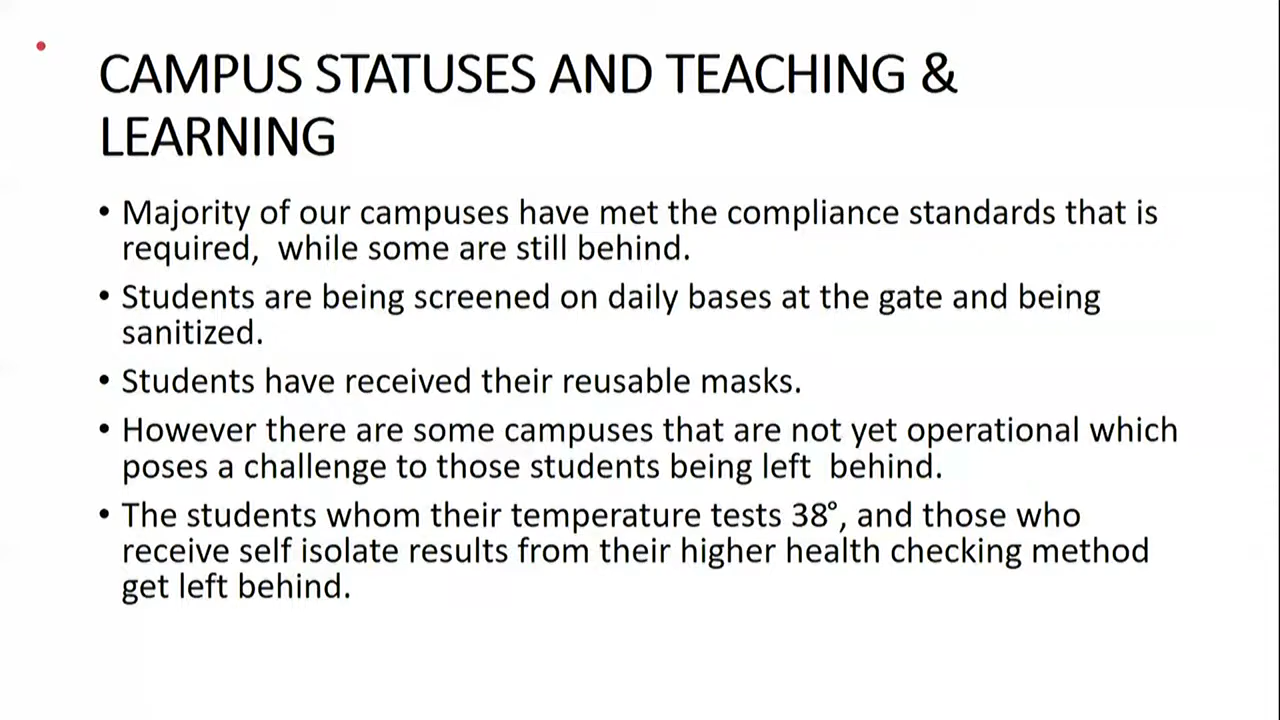 CAMPUS STATUSES AND TEACHING &
LEARNING
• Majority of our campuses have met the compliance standards that is
required,  while some are still behind.
• Students are being screened on daily bases at the gate and being
sanitized.
• Students have received their reusable masks.
• However there are some campuses that are not yet operational which
poses a challenge to those students being left  behind.
• The students whom their temperature tests 38°, and those who
receive self isolate results from their higher health checking method
get left behind.